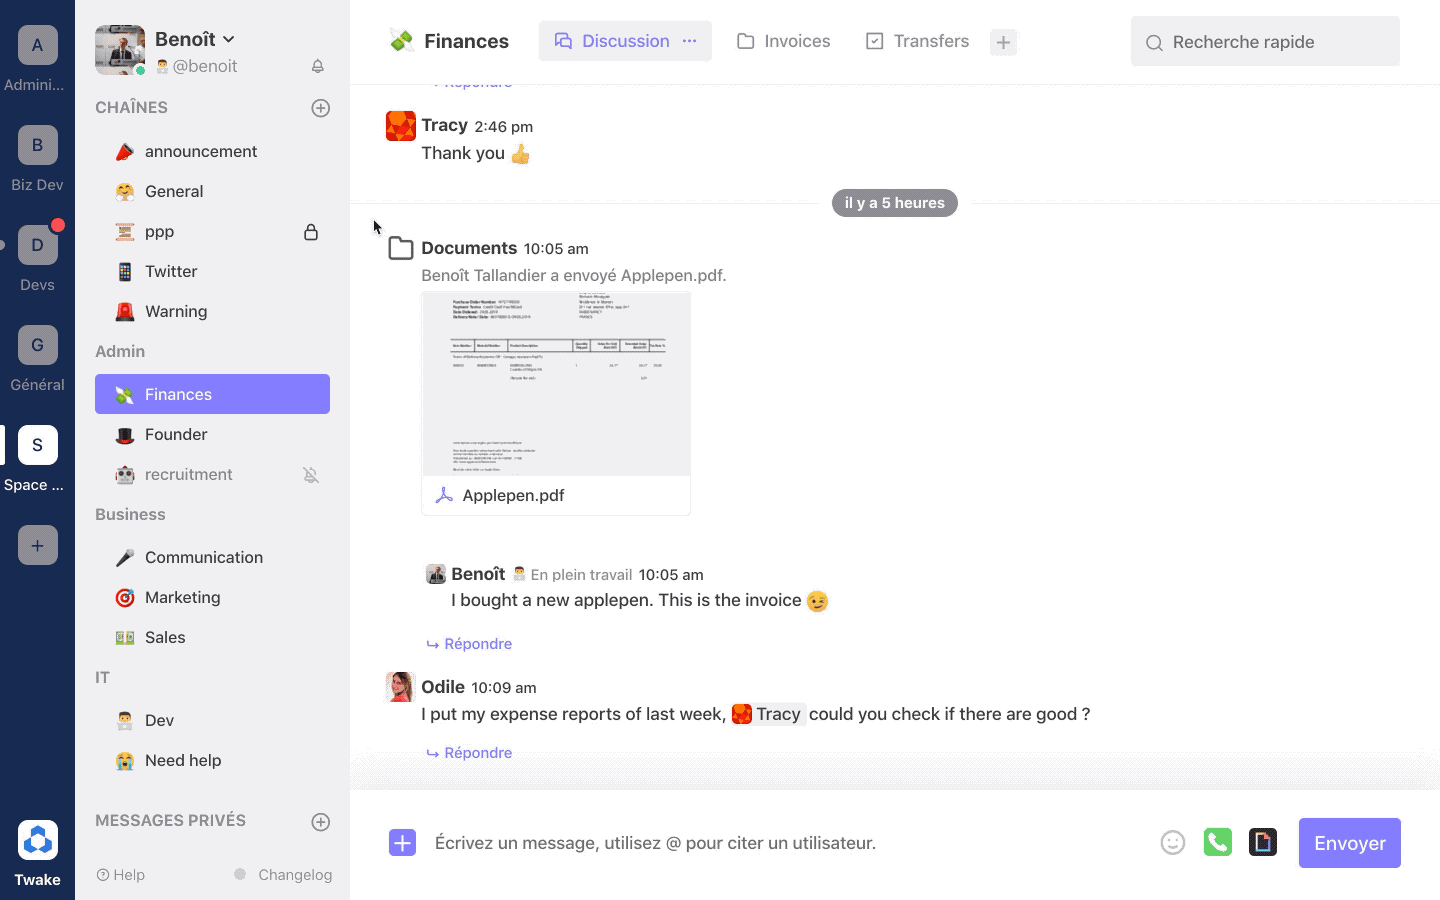 A
Admini...
B
Biz Dev
D
Devs
G
Général
S
Space ...
+
Twake
Benoît
@benoit
CHAÎNES
announcement
General
ppp
Twitter
Warning
Admin
Finances
Founder
recruitment
Business
Communication
Marketing
Sales
IT
Dev
Need help
MESSAGES PRIVÉS
Help
Changelog
Finances
Discussion
Invoices
Transfers
Recherche rapide
Répondre
Tracy 2:46 pm
Thank you
il y a 5 heures
Documents 10:05 am
Benoît Tallandier a envoyé Applepen.pdf.
Applepen.pdf
Benoît En plein travail 10:05 am
I bought a new applepen. This is the invoice
Répondre
Odile 10:09 am
I put my expense reports of last week, Tracy could you check if there are good ?
Répondre
Écrivez un message, utilisez @ pour citer un utilisateur.
Envoyer